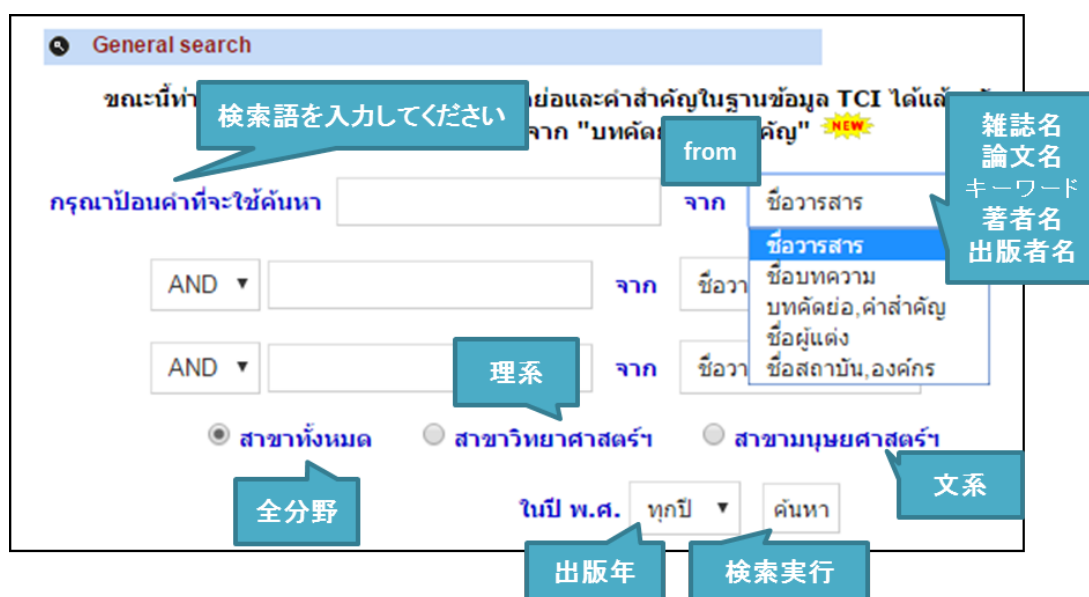 General search
ขณะนี้ท่า
ย่อและคำสำคัญในฐานข้อมูล TCI ได้แล้ว
検索語を入力してください
จาก "บทคัด คัญ" NEW
from
雑誌名
論文名
キーワード
著者名
出版者名
กรุณาป้อนคำที่จะใช้ค้นหา จาก ชื่อวารสาร
ชื่อวารสาร
ชื่อบทความ
บทคัดย่อ,คำสำคัญ
ชื่อผู้แต่ง
ชื่อสถาบัน,องค์กร
AND ▼ จาก ชื่อวา
AND ▼ จาก ชื่อวา
理系
สาขาทั้งหมด สาขาวิทยาศาสตร์ฯ สาขามนุษยศาสตร์ฯ
全分野
文系
ในปี พ.ศ. ทุกปี ▼ ค้นหา
出版年
検索実行